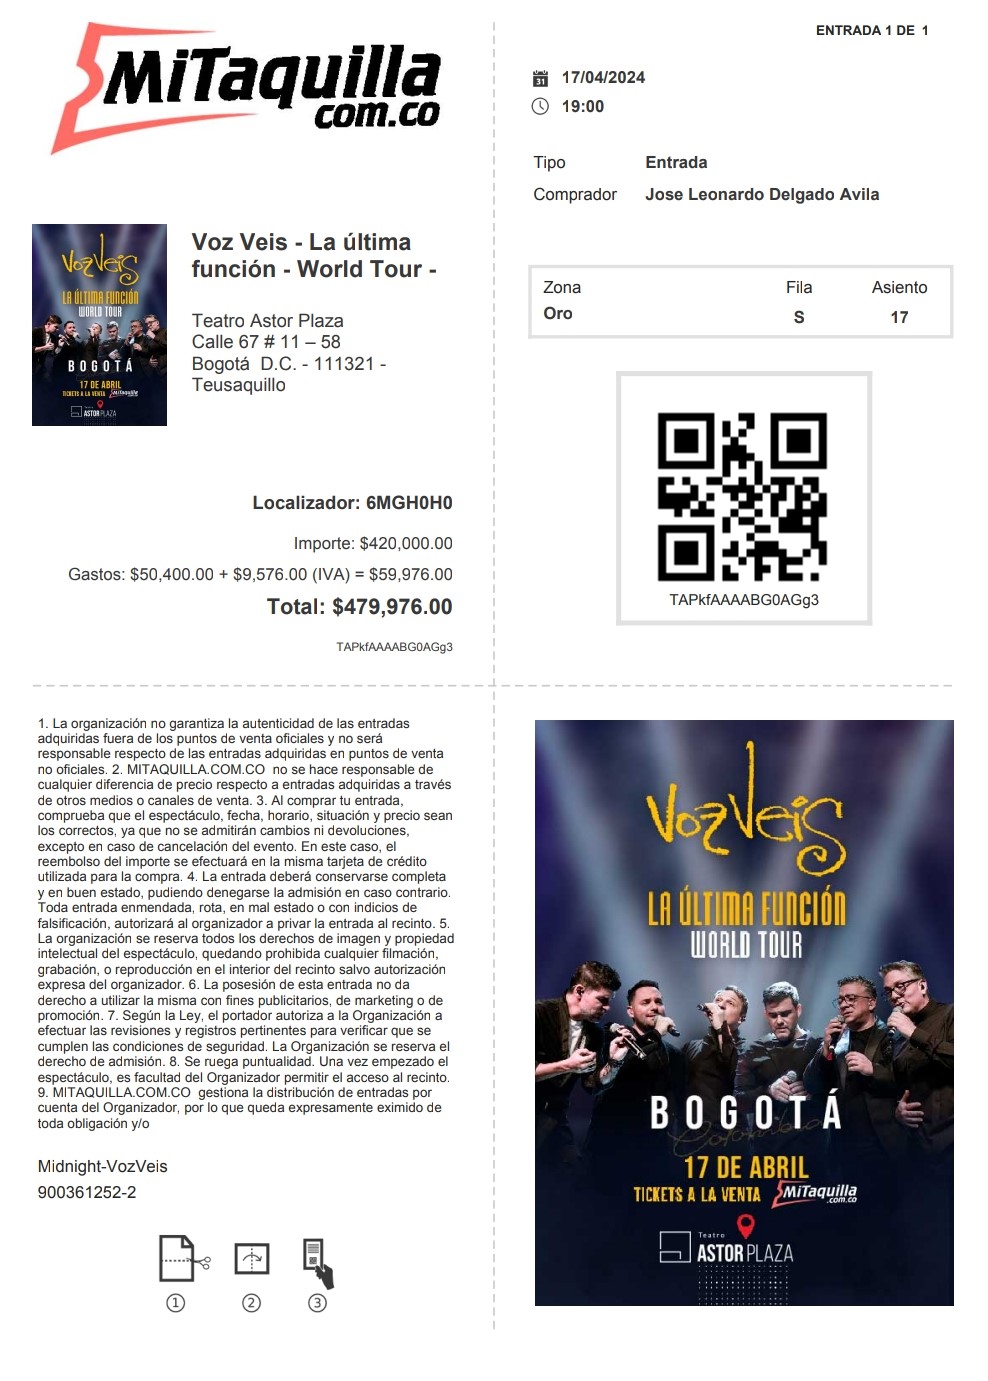 MiTaquilla
com.co
ENTRADA 1 DE 1
31
17/04/2024
19:00
Tipo Entrada
Comprador Jose Leonardo Delgado Avila
VozVeis
LA ÚLTIMA FUNCIÓN
WORLD TOUR
BOGOTÁ
17 DE ABRIL
TICKETS A LA VENTA MiTaquilla
Teatro
ASTOR PLAZA
Voz Veis - La última
función - World Tour -
Teatro Astor Plaza
Calle 67 # 11 – 58
Bogotá D.C. - 111321 -
Teusaquillo
Zona Fila Asiento
Oro S 17
TAPkfAAAABG0AGg3
Localizador: 6MGH0H0
Importe: $420,000.00
Gastos: $50,400.00 + $9,576.00 (IVA) = $59,976.00
Total: $479,976.00
TAPkfAAAABG0AGg3
1. La organización no garantiza la autenticidad de las entradas
adquiridas fuera de los puntos de venta oficiales y no será
responsable respecto de las entradas adquiridas en puntos de venta
no oficiales. 2. MITAQUILLA.COM.CO no se hace responsable de
cualquier diferencia de precio respecto a entradas adquiridas a través
de otros medios o canales de venta. 3. Al comprar tu entrada,
comprueba que el espectáculo, fecha, horario, situación y precio sean
los correctos, ya que no se admitirán cambios ni devoluciones,
excepto en caso de cancelación del evento. En este caso, el
reembolso del importe se efectuará en la misma tarjeta de crédito
utilizada para la compra. 4. La entrada deberá conservarse completa
y en buen estado, pudiendo denegarse la admisión en caso contrario.
Toda entrada enmendada, rota, en mal estado o con indicios de
falsificación, autorizará al organizador a privar la entrada al recinto. 5.
La organización se reserva todos los derechos de imagen y propiedad
intelectual del espectáculo, quedando prohibida cualquier filmación,
grabación, o reproducción en el interior del recinto salvo autorización
expresa del organizador. 6. La posesión de esta entrada no da
derecho a utilizar la misma con fines publicitarios, de marketing o de
promoción. 7. Según la Ley, el portador autoriza a la Organización a
efectuar las revisiones y registros pertinentes para verificar que se
cumplen las condiciones de seguridad. La Organización se reserva el
derecho de admisión. 8. Se ruega puntualidad. Una vez empezado el
espectáculo, es facultad del Organizador permitir el acceso al recinto.
9. MITAQUILLA.COM.CO gestiona la distribución de entradas por
cuenta del Organizador, por lo que queda expresamente eximido de
toda obligación y/o
Midnight-VozVeis
900361252-2
1 2 3
VozVeis
LA ÚLTIMA FUNCIÓN
WORLD TOUR
BOGOTÁ
Colombia
17 DE ABRIL
TICKETS A LA VENTA MiTaquilla
.com.co
Teatro
ASTOR PLAZA